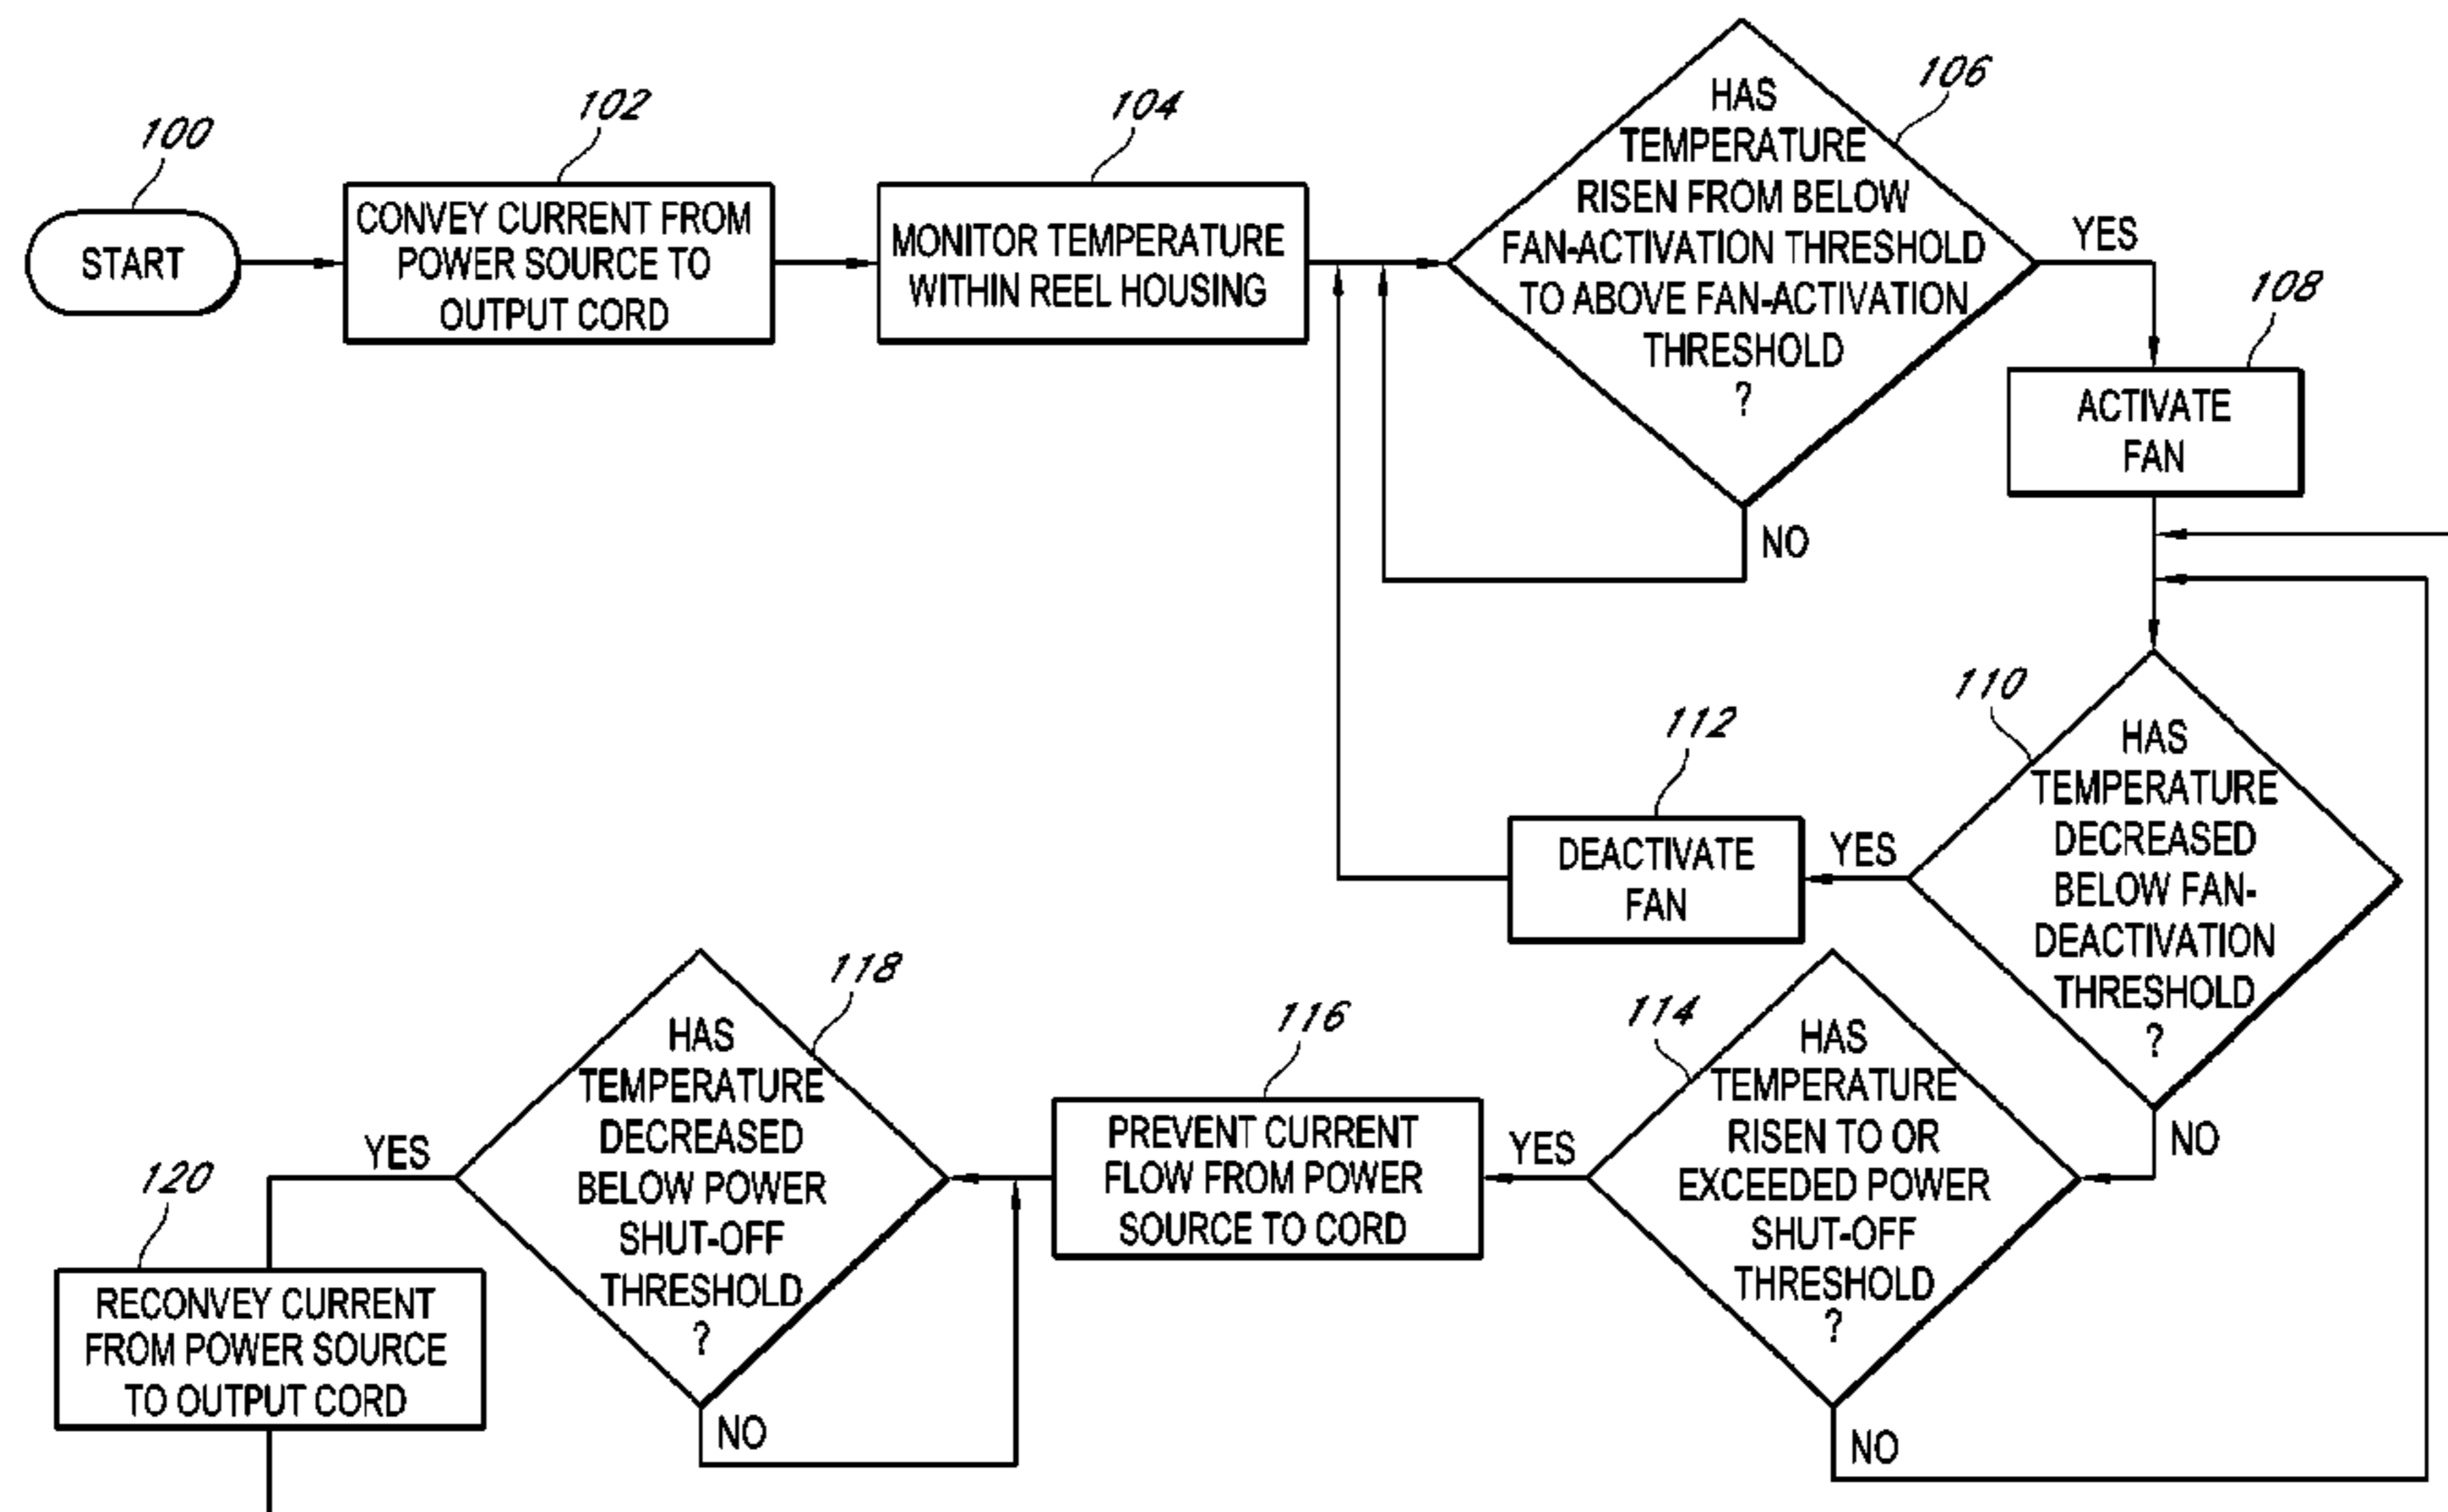 100
START
102
CONVEY CURRENT FROM
POWER SOURCE TO
OUTPUT CORD
104
MONITOR TEMPERATURE
WITHIN REEL HOUSING
106
HAS
TEMPERATURE
RISEN FROM BELOW
FAN-ACTIVATION THRESHOLD
TO ABOVE FAN-ACTIVATION
THRESHOLD
?
YES
NO
108
ACTIVATE
FAN
110
HAS
TEMPERATURE
DECREASED
BELOW FAN-
DEACTIVATION
THRESHOLD
?
YES
NO
112
DEACTIVATE
FAN
114
HAS
TEMPERATURE
RISEN TO OR
EXCEEDED POWER
SHUT-OFF
THRESHOLD
?
YES
NO
116
PREVENT CURRENT
FLOW FROM POWER
SOURCE TO CORD
118
HAS
TEMPERATURE
DECREASED
BELOW POWER
SHUT-OFF
THRESHOLD
?
YES
NO
120
RECONVEY CURRENT
FROM POWER SOURCE
TO OUTPUT CORD